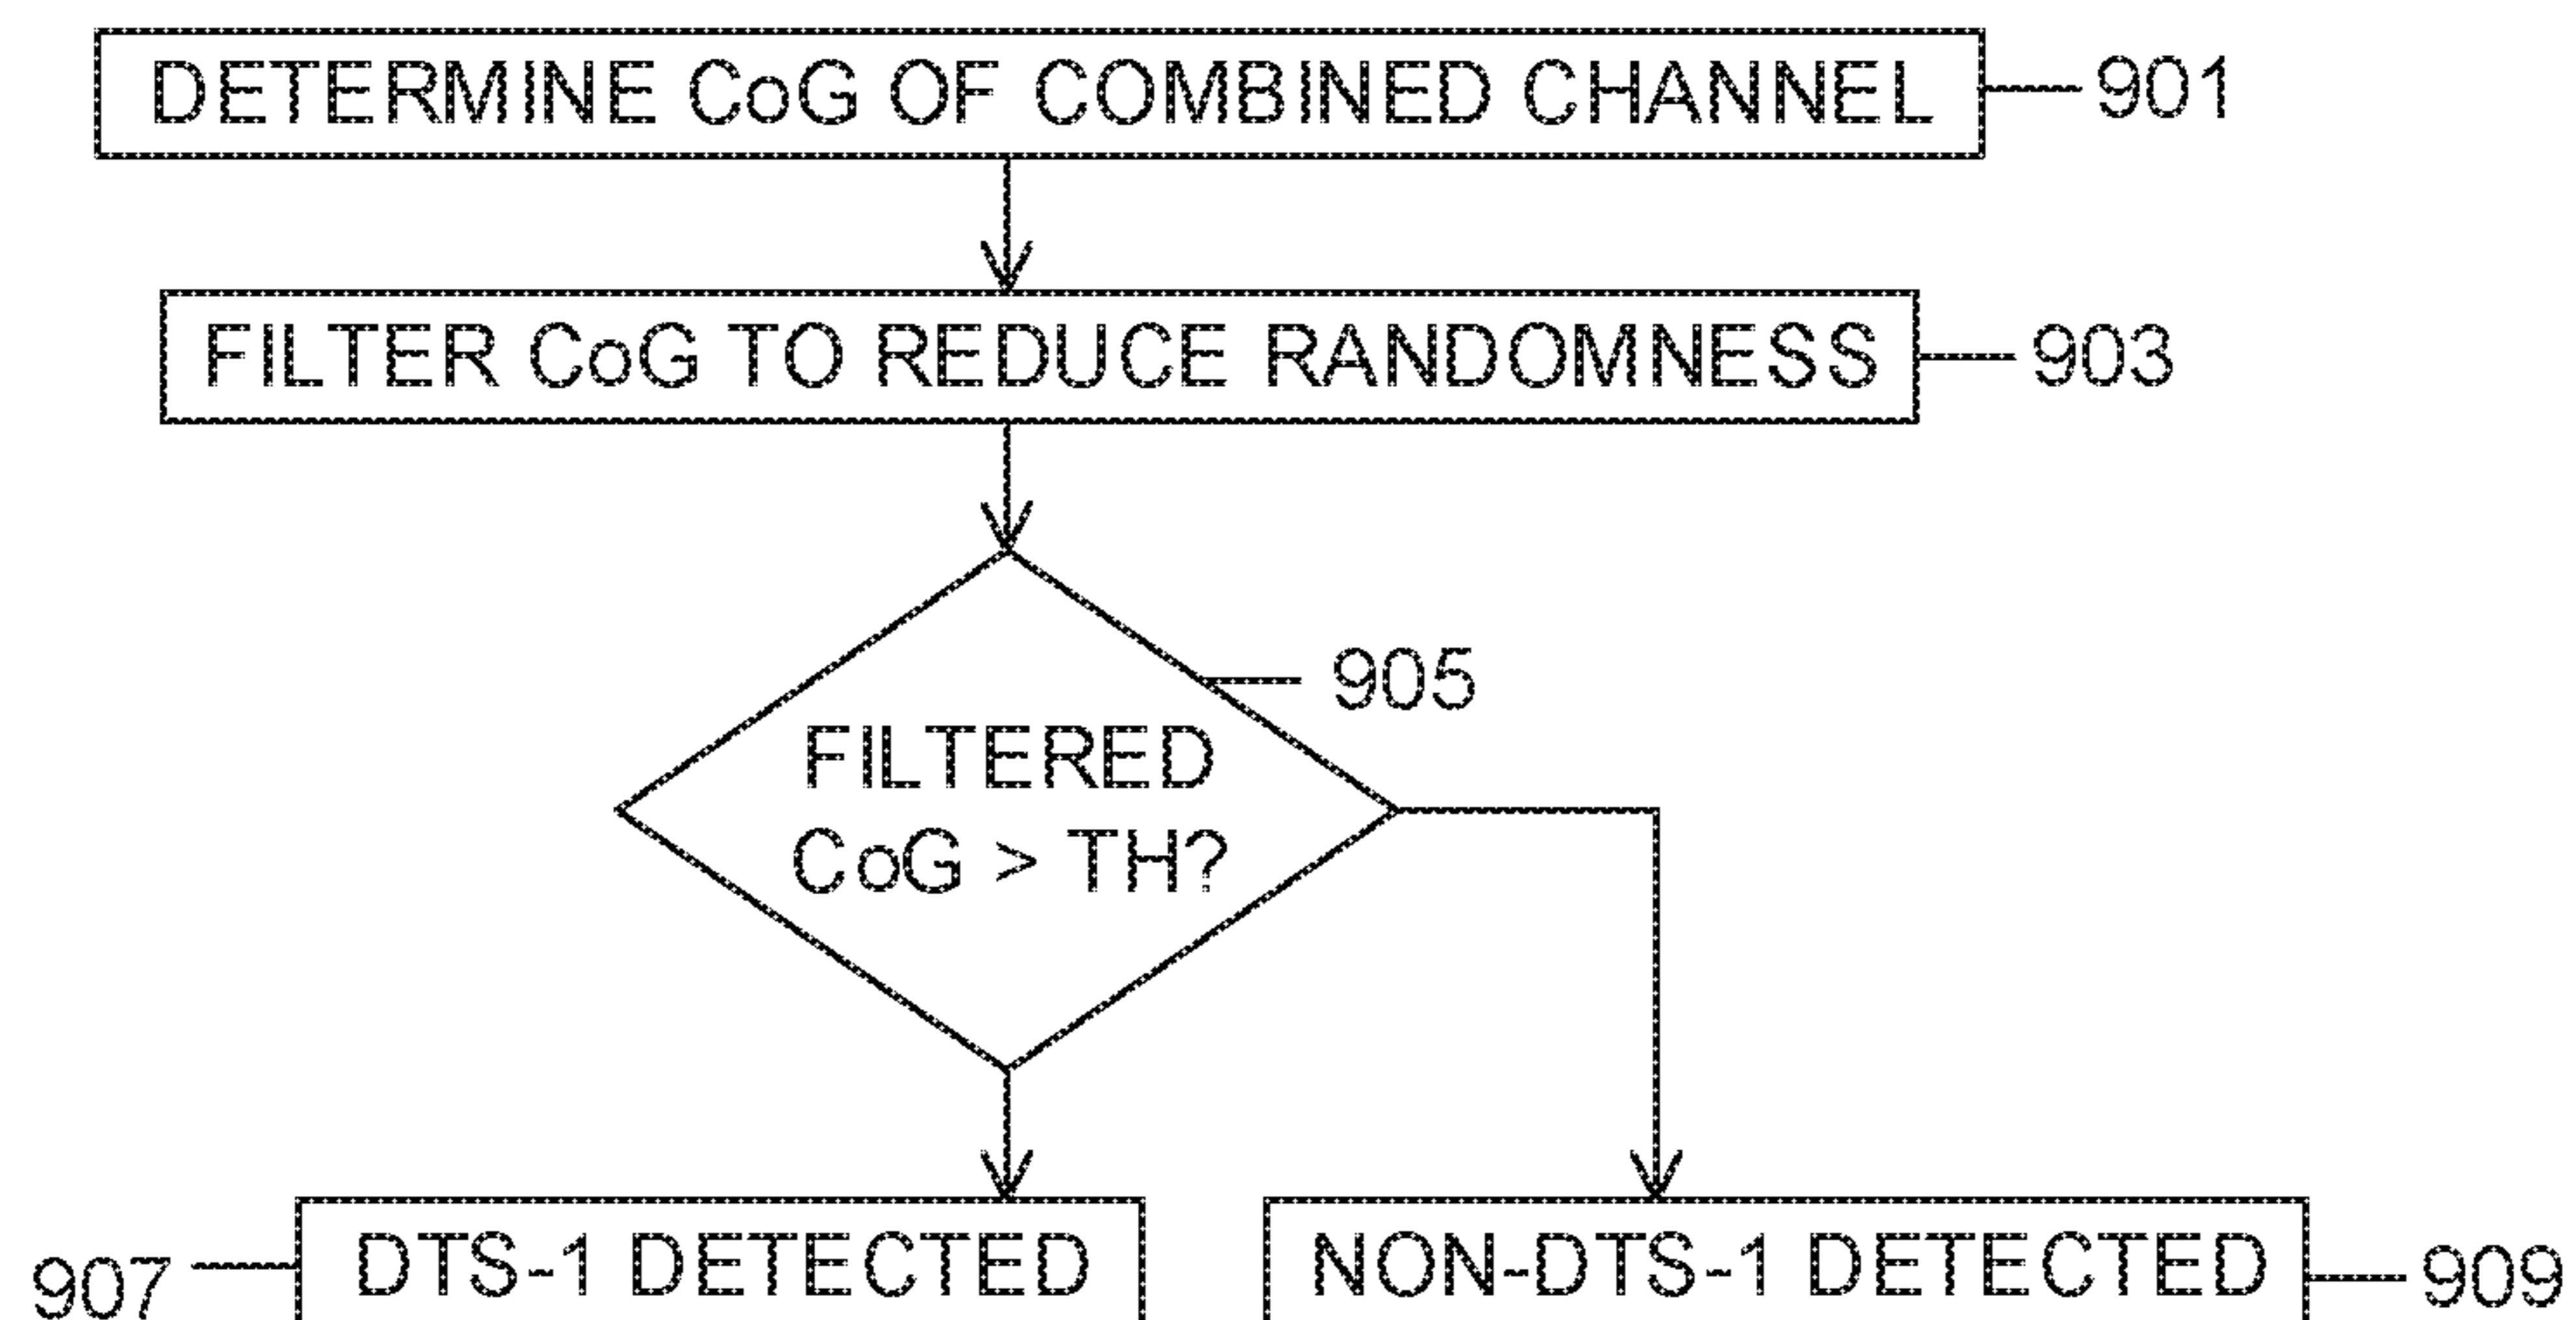 DETERMINE CoG OF COMBINED CHANNEL
901
FILTER CoG TO REDUCE RANDOMNESS
903
905
FILTERED
CoG > TH?
907
DTS-1 DETECTED
NON-DTS-1 DETECTED
909